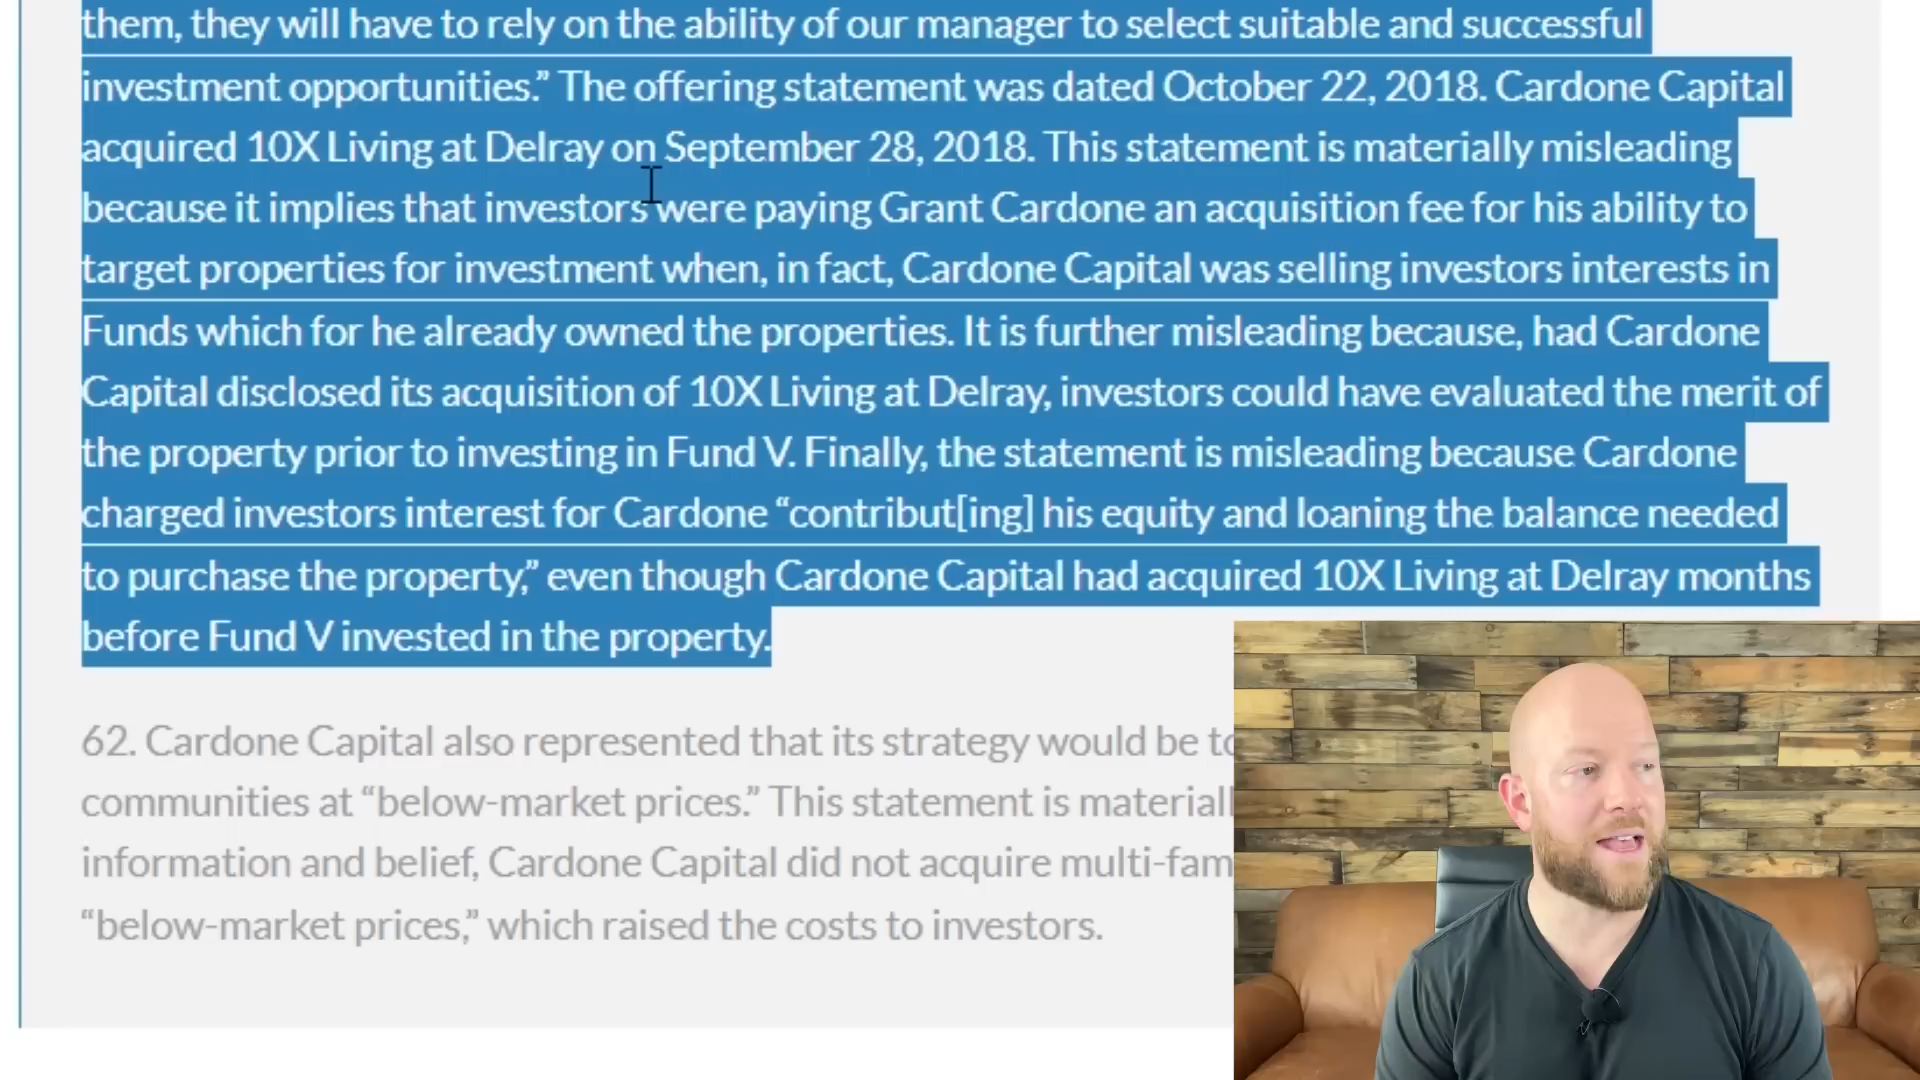 them, they will have to rely on the ability of our manager to select suitable and successful
investment opportunities.” The offering statement was dated October 22, 2018. Cardone Capital
acquired 10X Living at Delray on September 28, 2018. This statement is materially misleading
because it implies that investors were paying Grant Cardone an acquisition fee for his ability to
target properties for investment when, in fact, Cardone Capital was selling investors interests in
Funds which for he already owned the properties. It is further misleading because, had Cardone
Capital disclosed its acquisition of 10X Living at Delray, investors could have evaluated the merit of
the property prior to investing in Fund V. Finally, the statement is misleading because Cardone
charged investors interest for Cardone “contribut[ing] his equity and loaning the balance needed
to purchase the property,” even though Cardone Capital had acquired 10X Living at Delray months
before Fund V invested in the property.
62. Cardone Capital also represented that its strategy would be to
communities at “below-market prices.” This statement is material
information and belief, Cardone Capital did not acquire multi-fam
“below-market prices,” which raised the costs to investors.